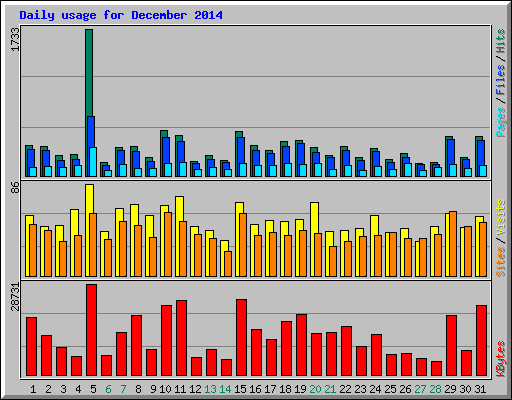 Daily usage for December 2014
1733
Pages / Files / Hits
86
Sites / Visits
28731
KBytes
1 2 3 4 5 6 7 8 9 10 11 12 13 14 15 16 17 18 19 20 21 22 23 24 25 26 27 28 29 30 31